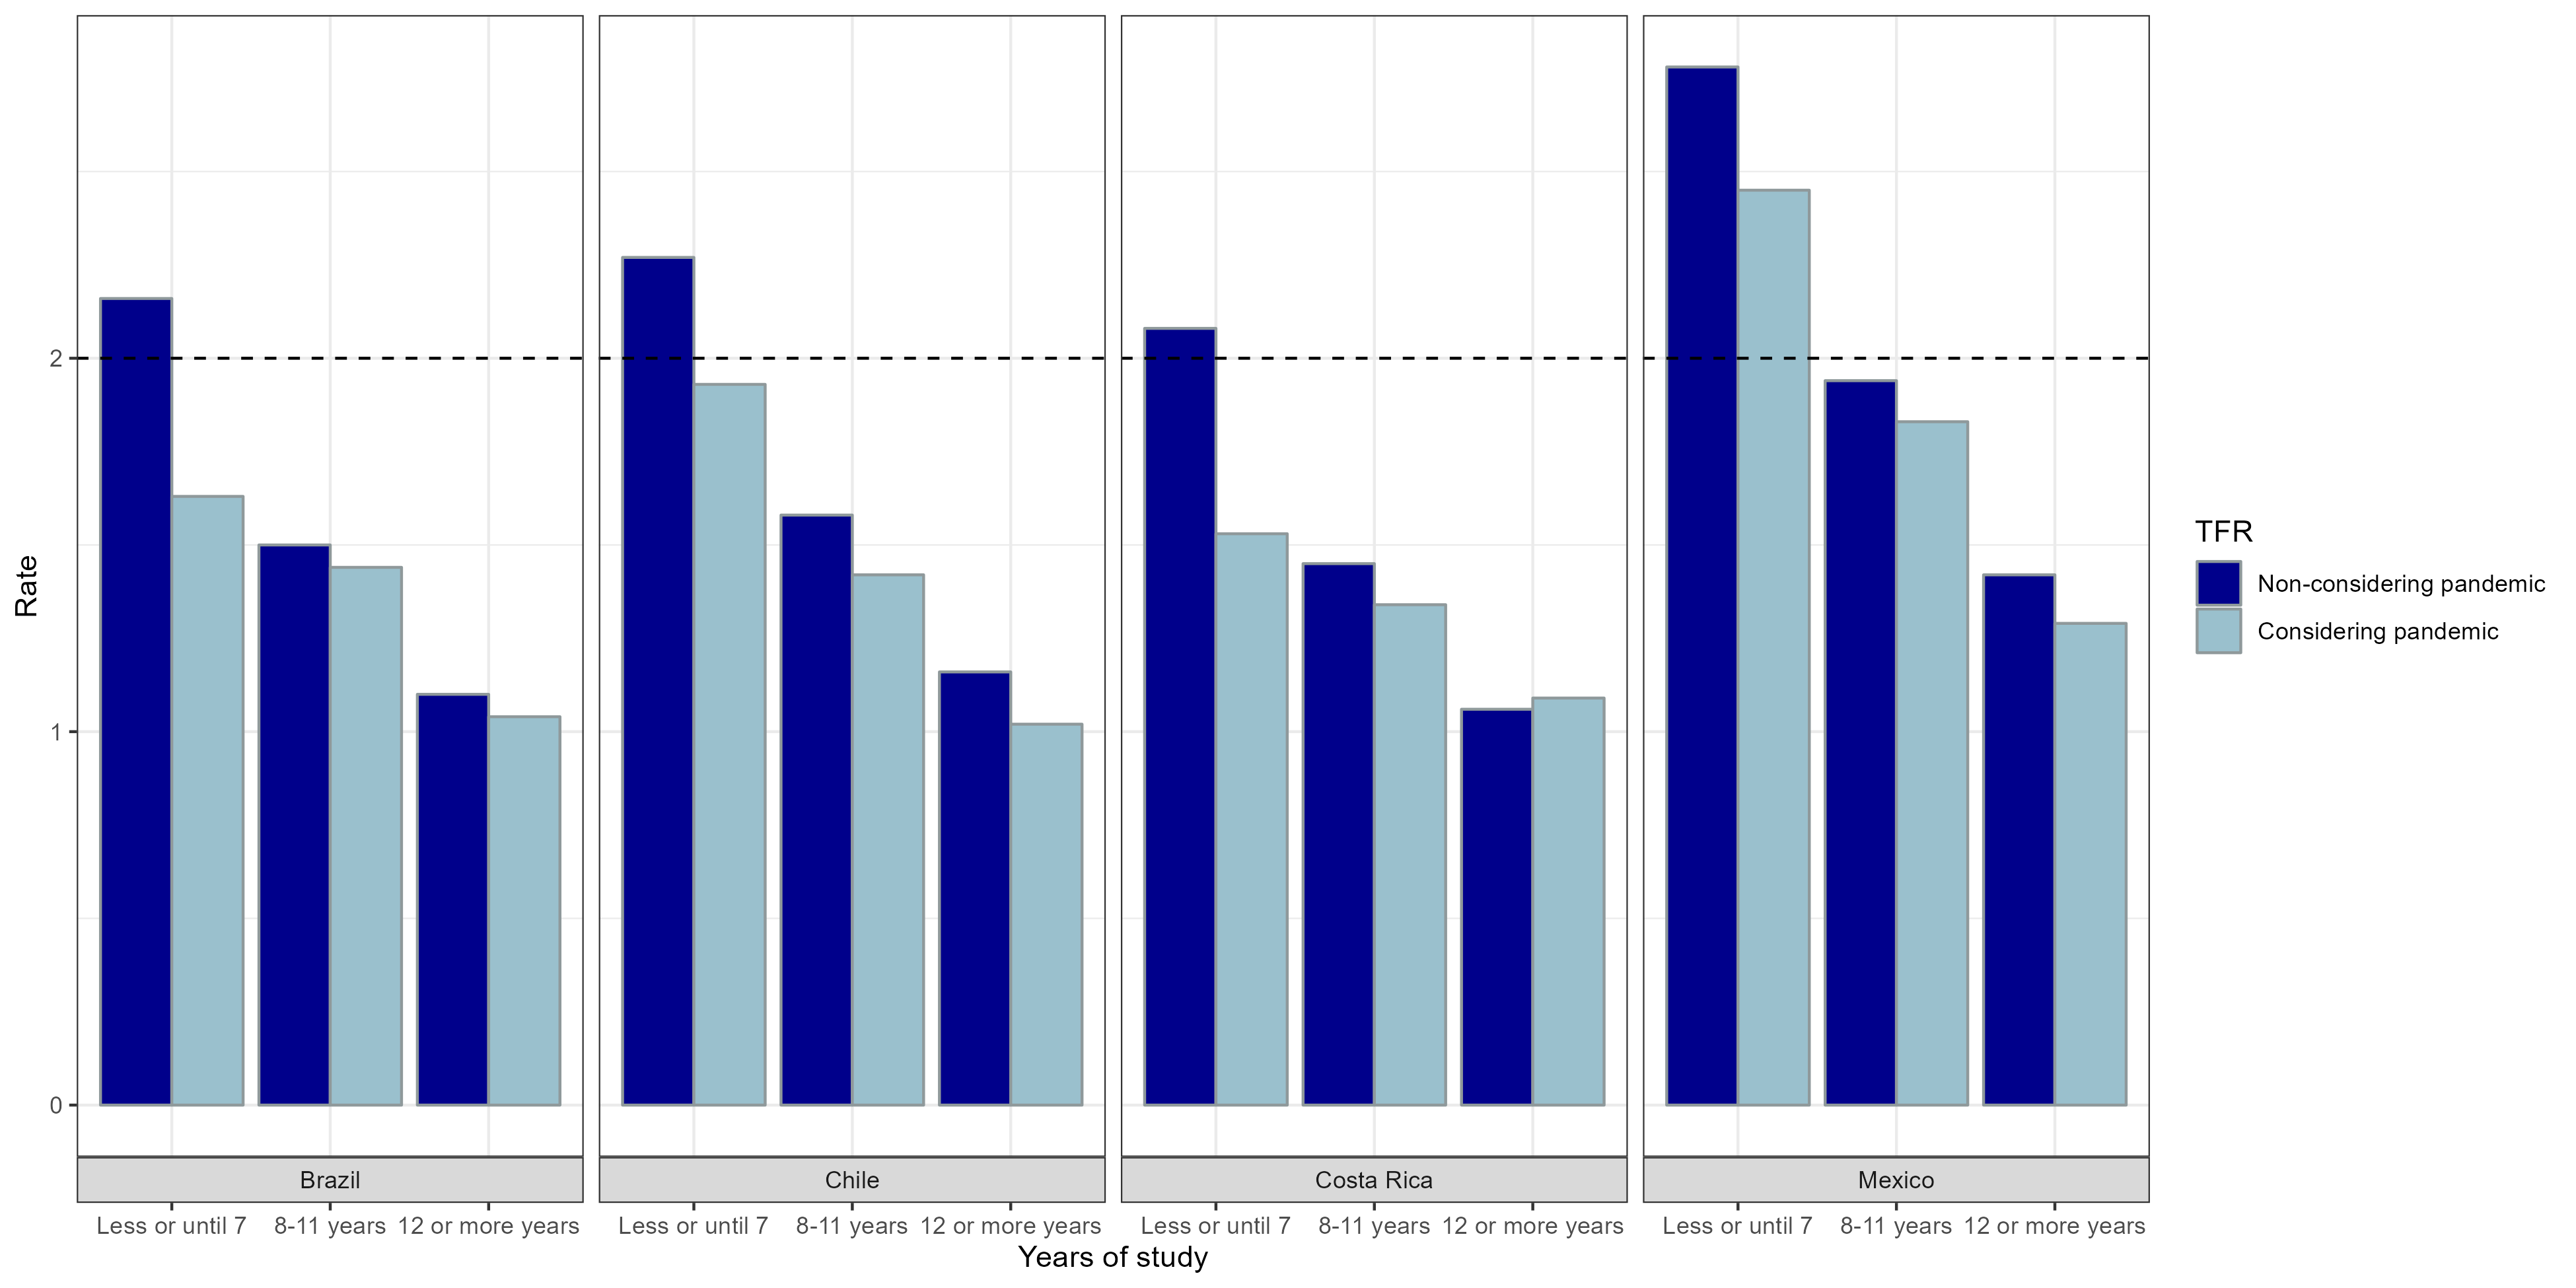 Rate
2
1
0
Brazil
Chile
Costa Rica
Mexico
Less or until 7 8-11 years 12 or more years
Less or until 7 8-11 years 12 or more years
Less or until 7 8-11 years 12 or more years
Less or until 7 8-11 years 12 or more years
Years of study
TFR
Non-considering pandemic
Considering pandemic